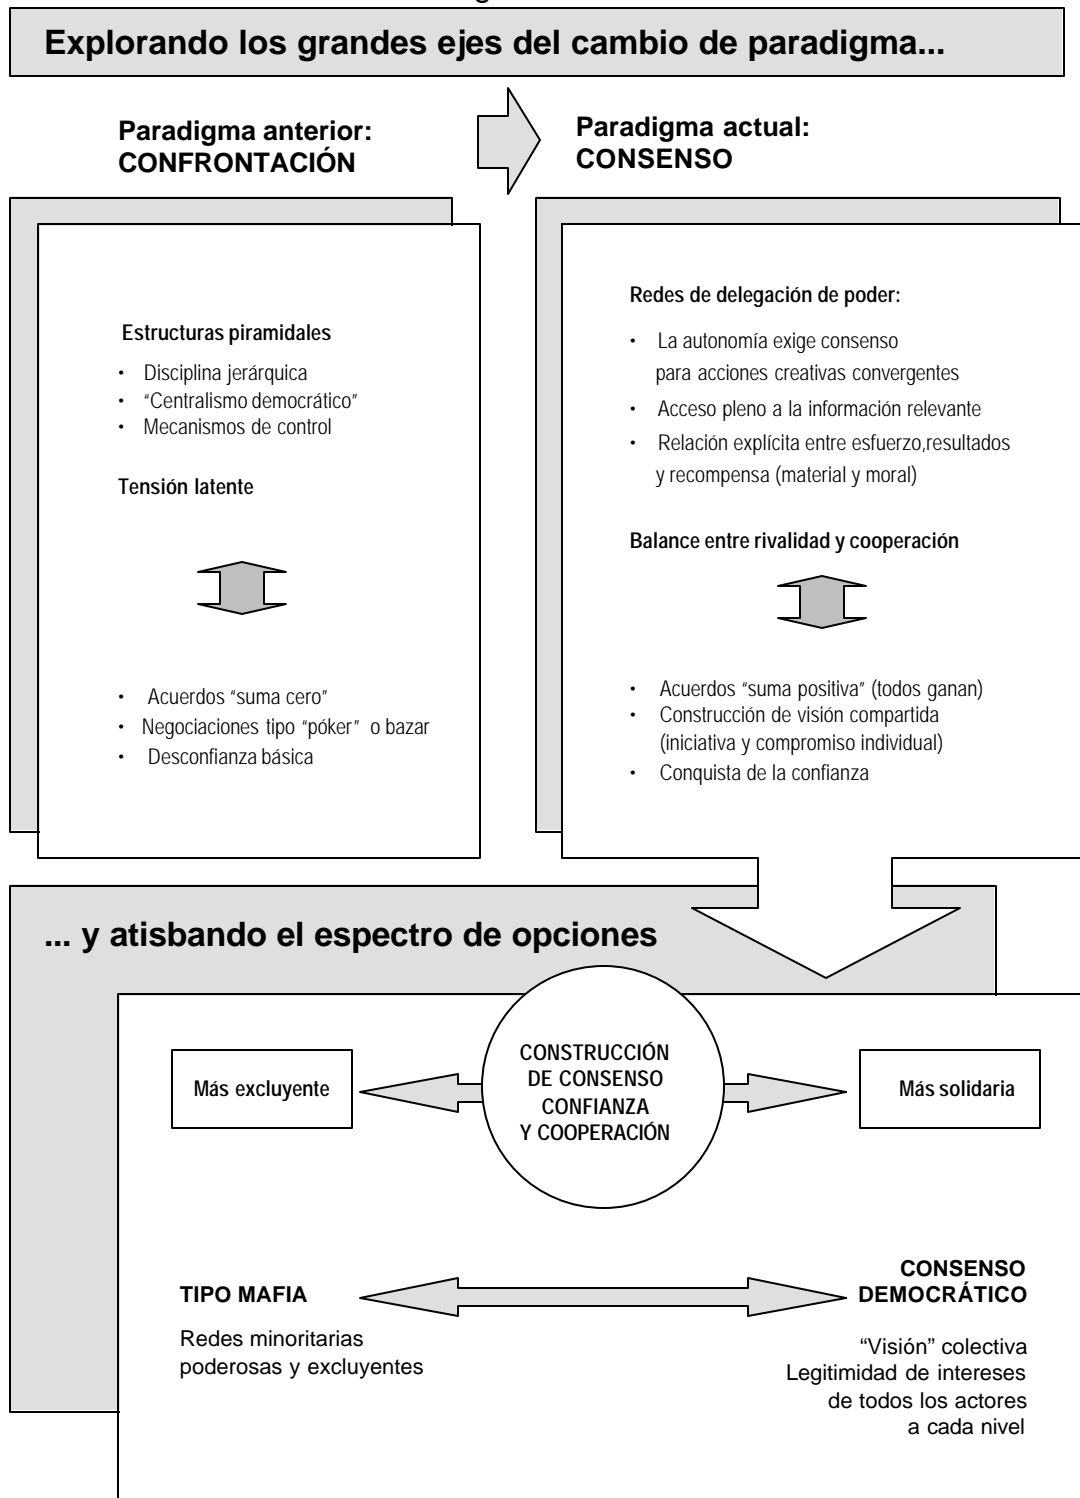 Explorando los grandes ejes del cambio de paradigma...
Paradigma anterior:
CONFRONTACIÓN
Paradigma actual:
CONSENSO
Estructuras piramidales
• Disciplina jerárquica
• “Centralismo democrático”
• Mecanismos de control
Tensión latente
• Acuerdos “suma cero”
• Negociaciones tipo “póker” o bazar
• Desconfianza básica
Redes de delegación de poder:
• La autonomía exige consenso
para acciones creativas convergentes
• Acceso pleno a la información relevante
• Relación explícita entre esfuerzo,resultados
y recompensa (material y moral)
Balance entre rivalidad y cooperación
• Acuerdos “suma positiva” (todos ganan)
• Construcción de visión compartida
(iniciativa y compromiso individual)
• Conquista de la confianza
... y atisbando el espectro de opciones
Más excluyente
CONSTRUCCIÓN
DE CONSENSO
CONFIANZA
Y COOPERACIÓN
Más solidaria
TIPO MAFIA
Redes minoritarias
poderosas y excluyentes
CONSENSO
DEMOCRÁTICO
“Visión” colectiva
Legitimidad de intereses
de todos los actores
a cada nivel